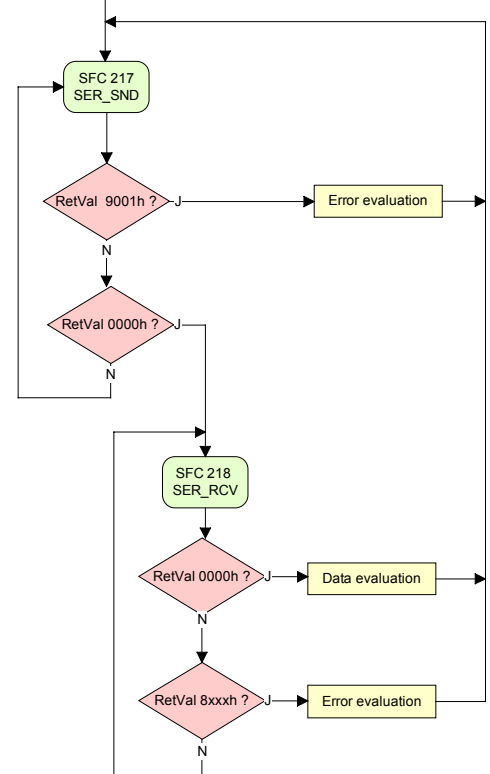 SFC 217
SER_SND
RetVal 9001h ?
J
Error evaluation
N
RetVal 0000h ?
J
N
SFC 218
SER_RCV
RetVal 0000h ?
J
Data evaluation
N
RetVal 8xxxh ?
J
Error evaluation
N